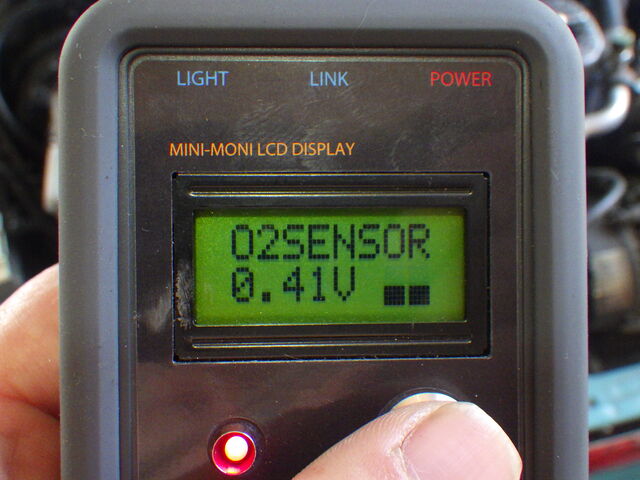 LIGHT LINK POWER
MINI-MONI LCD DISPLAY
O2SENSOR
0.41V